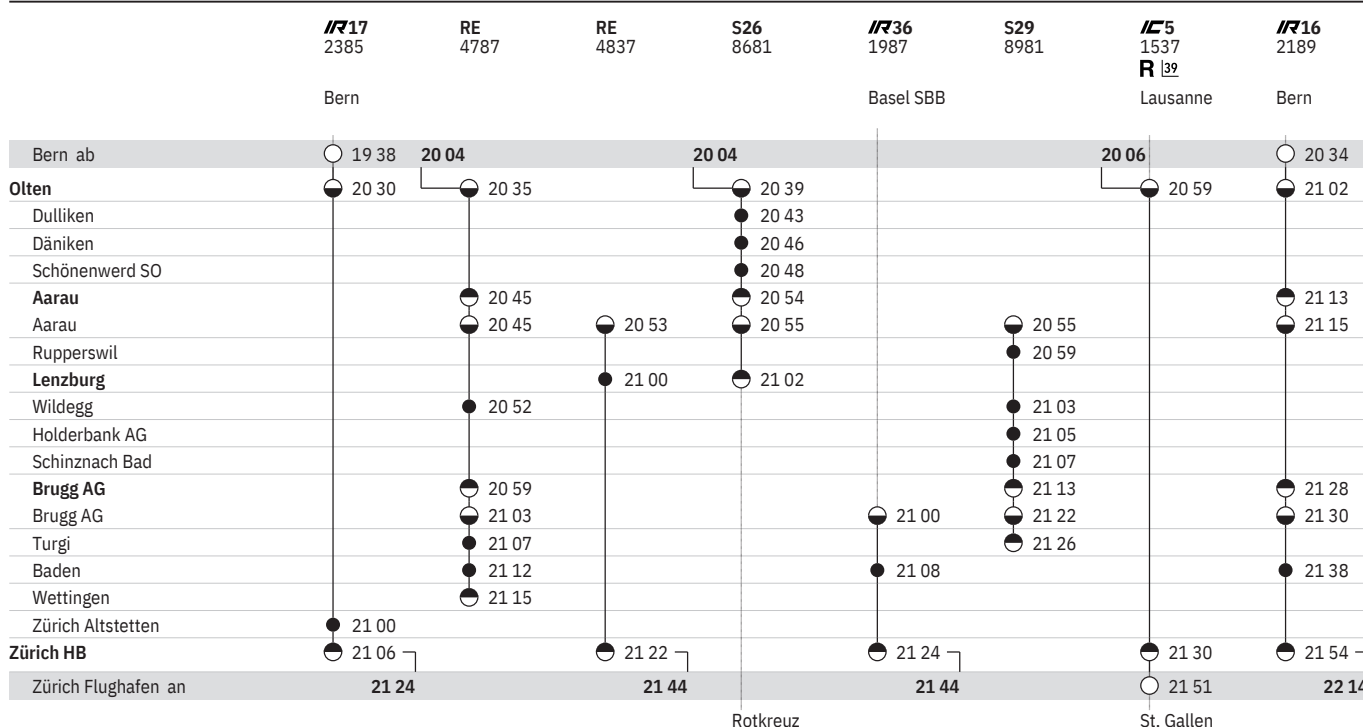 IR17 RE RE S26 IR36 S29 IC5 IR16
2385 4787 4837 8681 1987 8981 1537 2189
R 39
Bern Basel SBB Lausanne Bern
Bern ab 19 38 20 04 20 04 20 06 20 34
Olten 20 30 20 35 20 39 20 59 21 02
Dulliken 20 43
Däniken 20 46
Schönenwerd SO 20 48
Aarau 20 45 20 54 21 13
Aarau 20 45 20 53 20 55 20 55 21 15
Rupperswil 20 59
Lenzburg 21 00 21 02
Wildegg 20 52 21 03
Holderbank AG 21 05
Schinznach Bad 21 07
Brugg AG 20 59 21 13 21 28
Brugg AG 21 03 21 00 21 22 21 30
Turgi 21 07 21 26
Baden 21 12 21 08 21 38
Wettingen 21 15
Zürich Altstetten 21 00
Zürich HB 21 06 21 22 21 24 21 30 21 54
Zürich Flughafen an 21 24 21 44 21 44 21 51 22 14
Rotkreuz St. Gallen